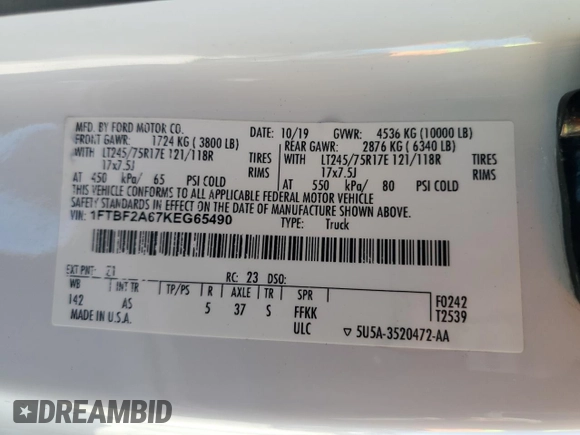 MFD. BY FORD MOTOR CO. DATE: 10/19 GVWR: 4536 KG (10000 LB)
FRONT GAWR: 1724 KG ( 3800 LB) REAR GAWR: 2876 KG ( 6340 LB)
WITH LT245/75R17E 121/118R TIRES WITH LT245/75R17E 121/118R TIRES
17x7.5J RIMS 17x7.5J RIMS
AT 450 kPa/ 65 PSI COLD AT 550 kPa/ 80 PSI COLD
THIS VEHICLE CONFORMS TO ALL APPLICABLE FEDERAL MOTOR VEHICLE
SAFETY STANDARDS IN EFFECT ON THE DATE OF MANUFACTURE SHOWN ABOVE.
VIN: 1FTBF2A67KEG65490 TYPE: Truck
EXT PNT: Z1 RC: 23 DSO:
WB INT TR TP/PS R AXLE TR SPR F0242
142 AS 5 37 S FFKK T2539
MADE IN U.S.A. ULC ▽ 5U5A-3520472-AA
DREAMBID